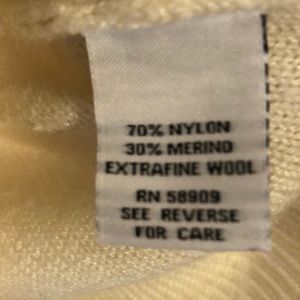 70% NYLON
30% MERINO
EXTRAFINE WOOL
RN 58909
SEE REVERSE
FOR CARE